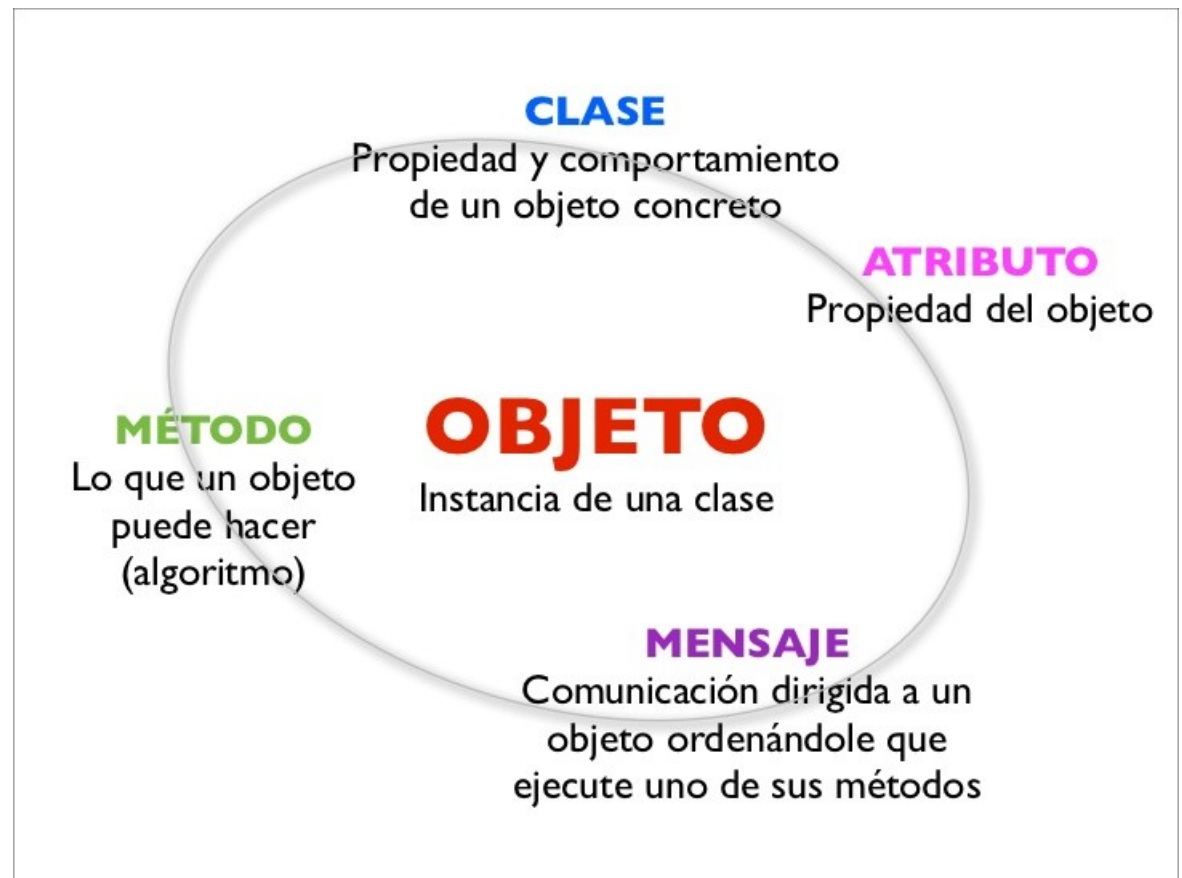 CLASE
Propiedad y comportamiento
de un objeto concreto
ATRIBUTO
Propiedad del objeto
MÉTODO
Lo que un objeto
puede hacer
(algoritmo)
OBJETO
Instancia de una clase
MENSAJE
Comunicación dirigida a un
objeto ordenándole que
ejecute uno de sus métodos